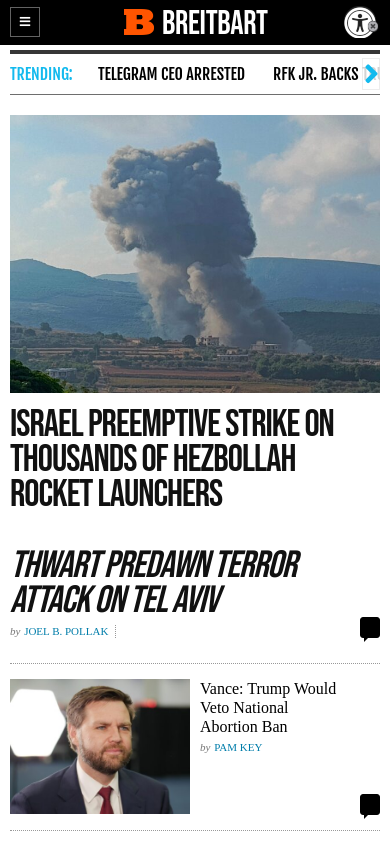 BREITBART
TRENDING: TELEGRAM CEO ARRESTED RFK JR. BACKS
ISRAEL PREEMPTIVE STRIKE ON
THOUSANDS OF HEZBOLLAH
ROCKET LAUNCHERS
THWART PREDAWN TERROR
ATTACK ON TEL AVIV
by JOEL B. POLLAK
Vance: Trump Would
Veto National
Abortion Ban
by PAM KEY